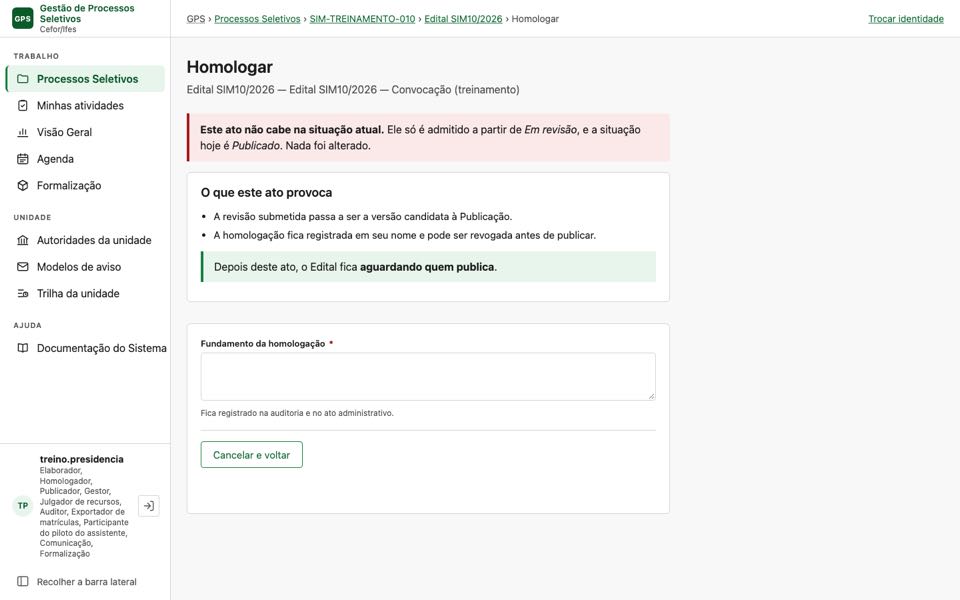 GPS
Gestão de Processos
Seletivos
Cefor/Ifes
GPS › Processos Seletivos › SIM-TREINAMENTO-010 › Edital SIM10/2026 › Homologar
Trocar identidade
TRABALHO
Processos Seletivos
Minhas atividades
Visão Geral
Agenda
Formalização
UNIDADE
Autoridades da unidade
Modelos de aviso
Trilha da unidade
AJUDA
Documentação do Sistema
Homologar
Edital SIM10/2026 — Edital SIM10/2026 — Convocação (treinamento)
Este ato não cabe na situação atual. Ele só é admitido a partir de Em revisão, e a situação
hoje é Publicado. Nada foi alterado.
O que este ato provoca
• A revisão submetida passa a ser a versão candidata à Publicação.
• A homologação fica registrada em seu nome e pode ser revogada antes de publicar.
Depois deste ato, o Edital fica aguardando quem publica.
Fundamento da homologação *
Fica registrado na auditoria e no ato administrativo.
Cancelar e voltar
TP
treino.presidencia
Elaborador,
Homologador,
Publicador, Gestor,
Julgador de recursos,
Auditor, Exportador de
matrículas, Participante
do piloto do assistente,
Comunicação,
Formalização
Recolher a barra lateral